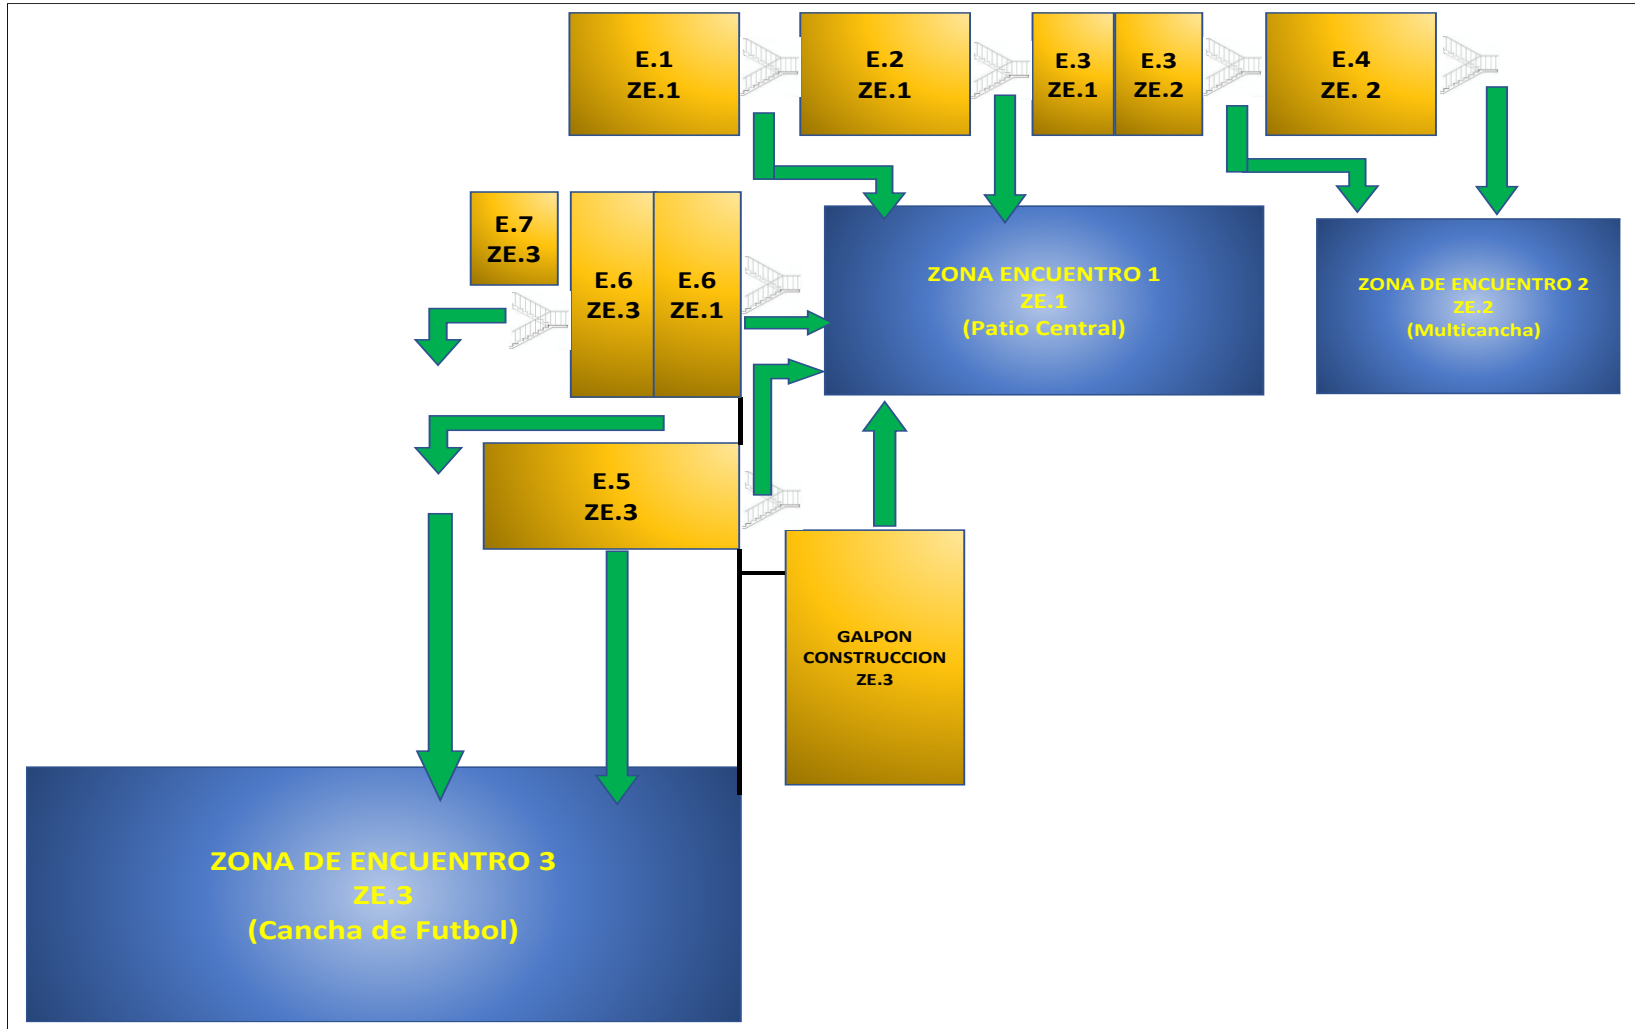 E.1
ZE.1
E.2
ZE.1
E.3
ZE.1
E.3
ZE.2
E.4
ZE. 2
E.7
ZE.3
E.6
ZE.3
E.6
ZE.1
ZONA ENCUENTRO 1
ZE.1
(Patio Central)
ZONA DE ENCUENTRO 2
ZE.2
(Multicancha)
E.5
ZE.3
GALPON
CONSTRUCCION
ZE.3
ZONA DE ENCUENTRO 3
ZE.3
(Cancha de Futbol)